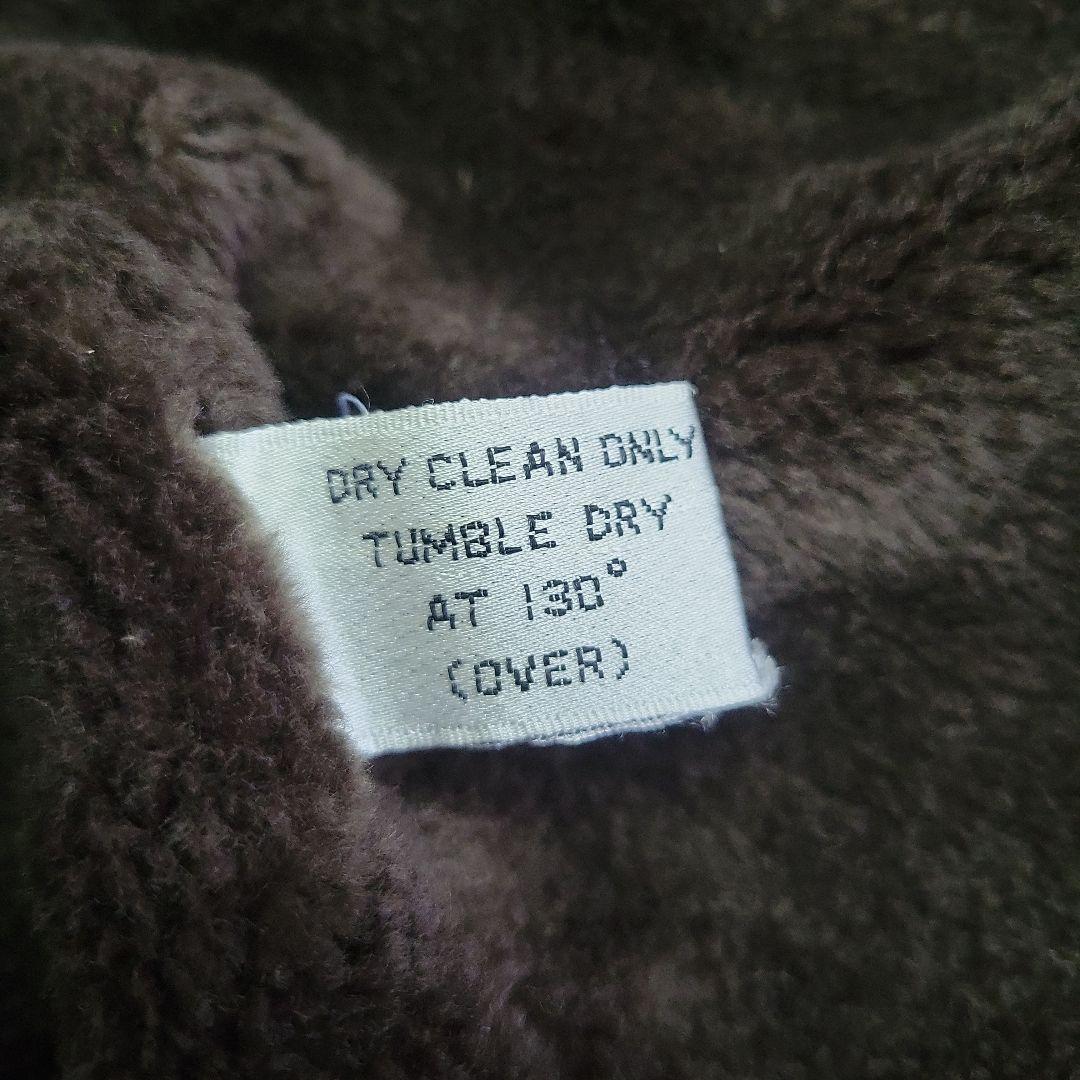 DRY CLEAN ONLY
TUMBLE DRY
AT 130°
(OVER)